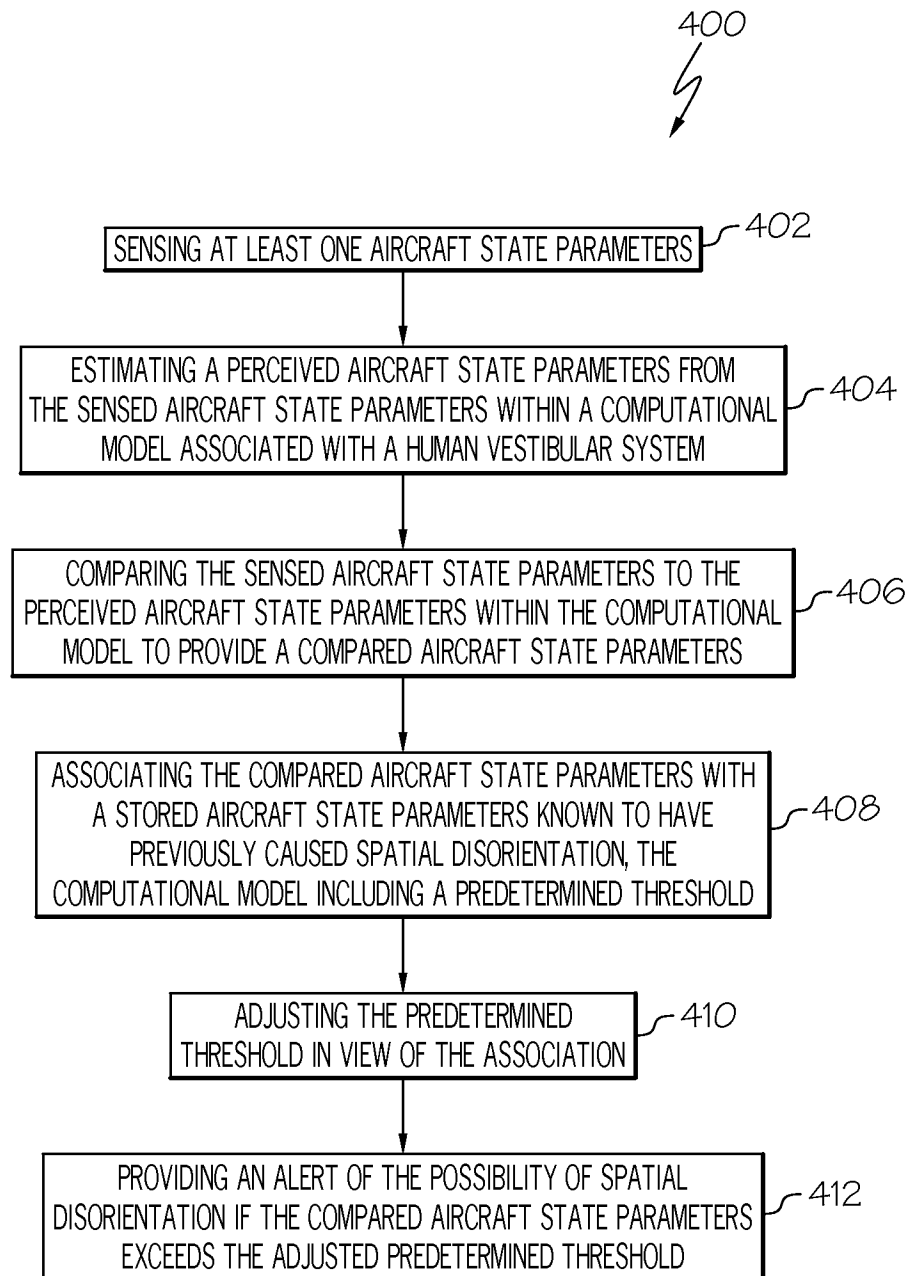 400
SENSING AT LEAST ONE AIRCRAFT STATE PARAMETERS
402
ESTIMATING A PERCEIVED AIRCRAFT STATE PARAMETERS FROM
THE SENSED AIRCRAFT STATE PARAMETERS WITHIN A COMPUTATIONAL
MODEL ASSOCIATED WITH A HUMAN VESTIBULAR SYSTEM
404
COMPARING THE SENSED AIRCRAFT STATE PARAMETERS TO THE
PERCEIVED AIRCRAFT STATE PARAMETERS WITHIN THE COMPUTATIONAL
MODEL TO PROVIDE A COMPARED AIRCRAFT STATE PARAMETERS
406
ASSOCIATING THE COMPARED AIRCRAFT STATE PARAMETERS WITH
A STORED AIRCRAFT STATE PARAMETERS KNOWN TO HAVE
PREVIOUSLY CAUSED SPATIAL DISORIENTATION, THE
COMPUTATIONAL MODEL INCLUDING A PREDETERMINED THRESHOLD
408
ADJUSTING THE PREDETERMINED
THRESHOLD IN VIEW OF THE ASSOCIATION
410
PROVIDING AN ALERT OF THE POSSIBILITY OF SPATIAL
DISORIENTATION IF THE COMPARED AIRCRAFT STATE PARAMETERS
EXCEEDS THE ADJUSTED PREDETERMINED THRESHOLD
412